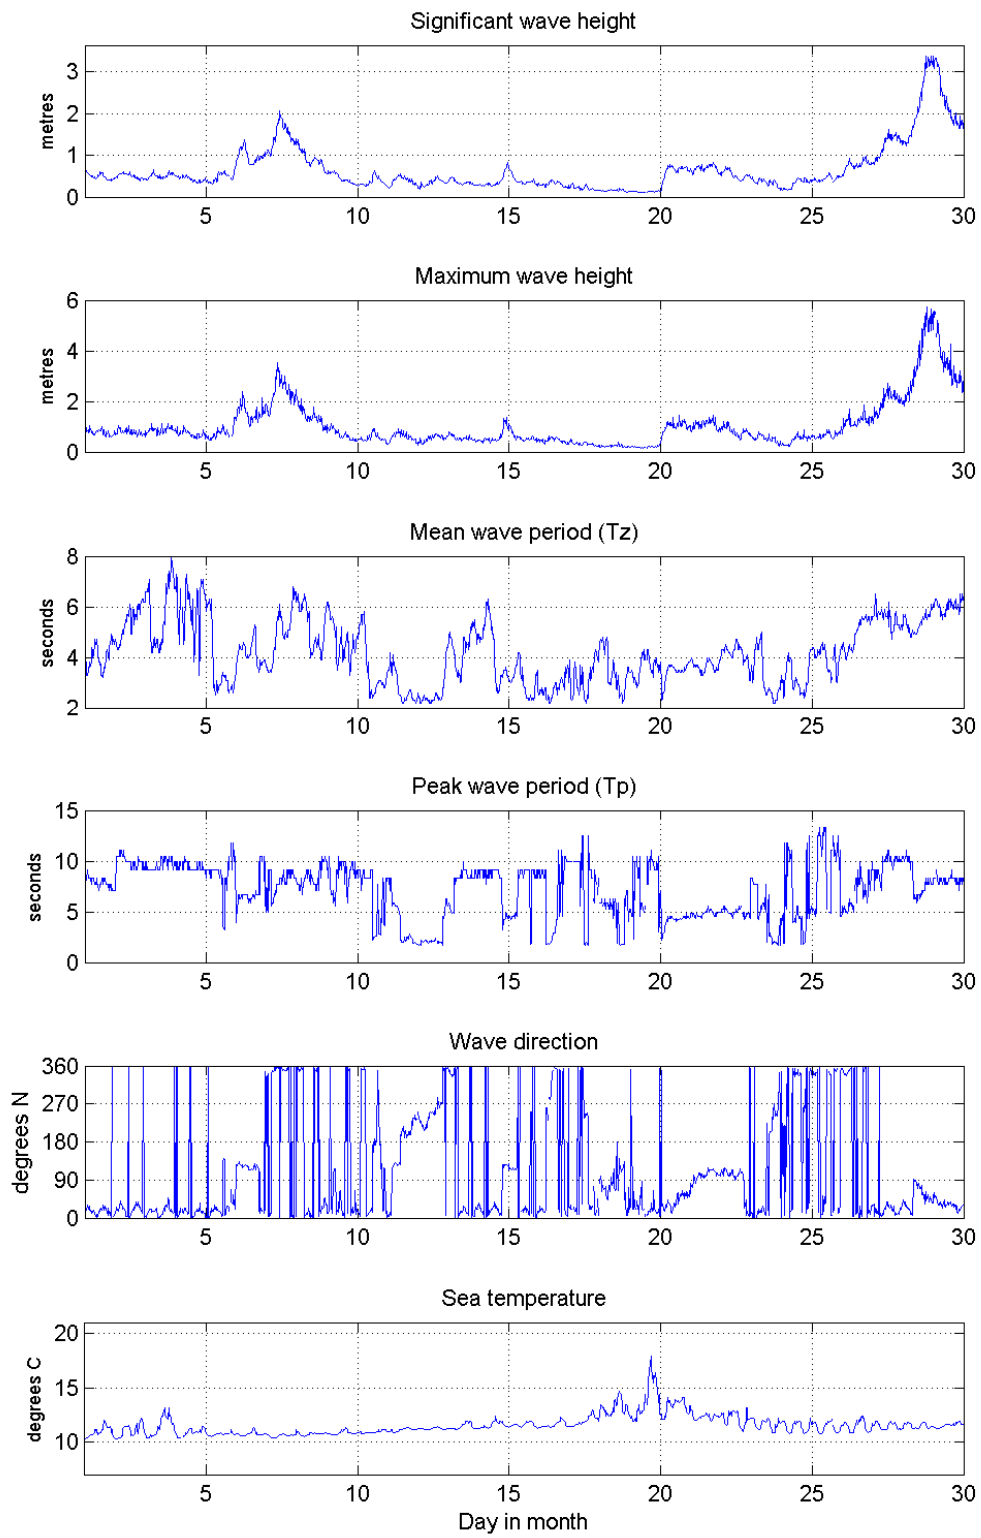 Significant wave height
metres
3
2
1
0
5 10 15 20 25 30
Maximum wave height
metres
6
4
2
0
5 10 15 20 25 30
Mean wave period (Tz)
seconds
8
6
4
2
5 10 15 20 25 30
Peak wave period (Tp)
seconds
15
10
5
0
5 10 15 20 25 30
Wave direction
degrees N
360
270
180
90
0
5 10 15 20 25 30
Sea temperature
degrees C
20
15
10
5 10 15 20 25 30
Day in month